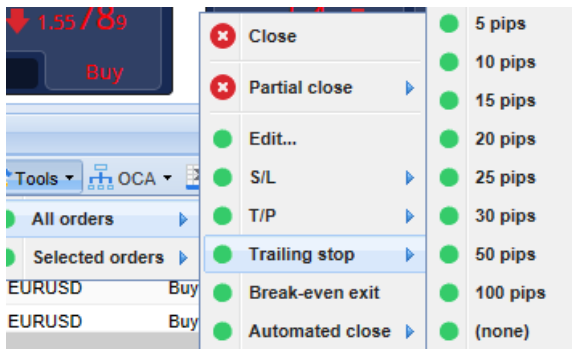 1.55789
Buy
Tools
OCA
All orders
Selected orders
EURUSD Buy
EURUSD Buy
Close
Partial close
Edit...
S/L
T/P
Trailing stop
Break-even exit
Automated close
5 pips
10 pips
15 pips
20 pips
25 pips
30 pips
50 pips
100 pips
(none)